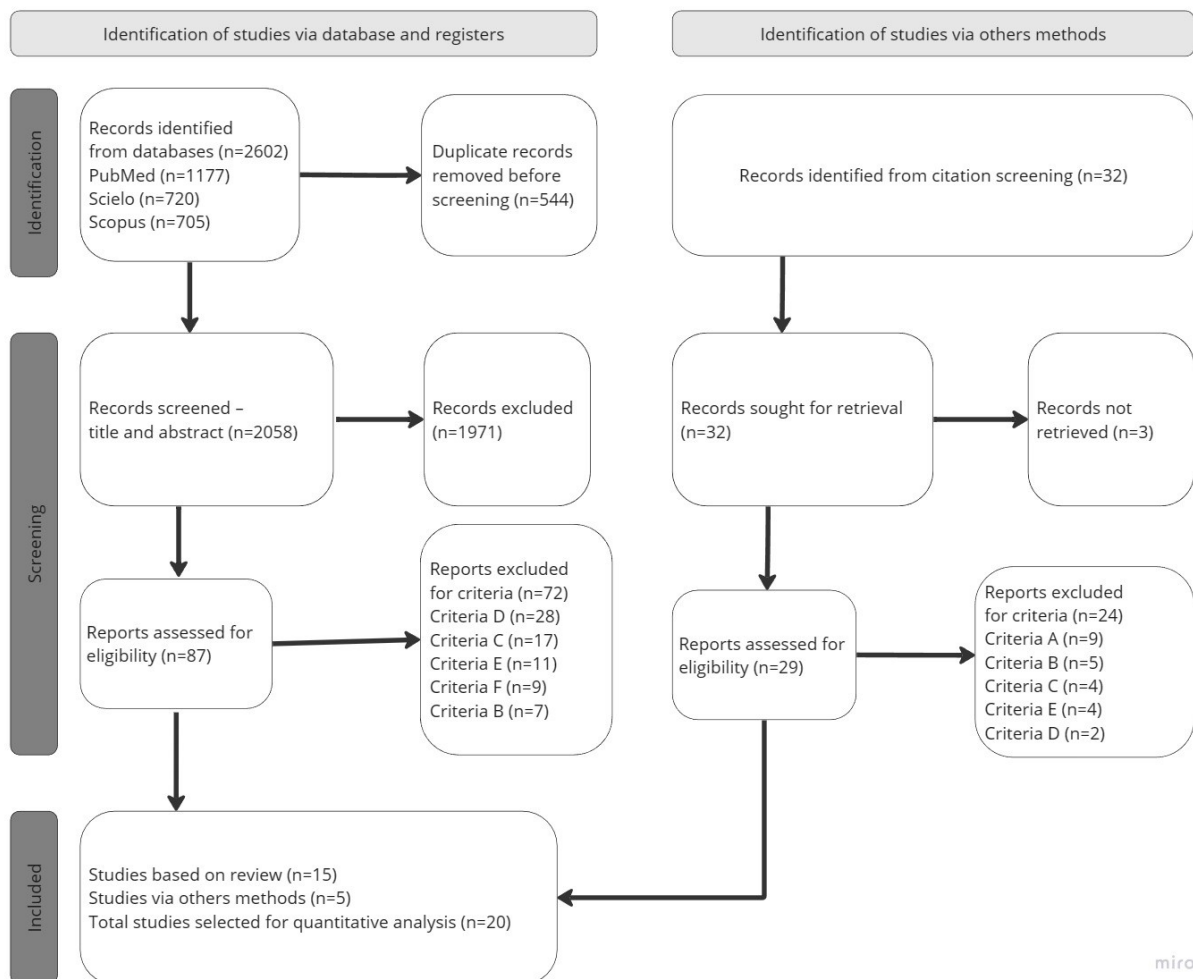 Identification of studies via database and registers
Identification of studies via others methods
Identification
Records identified
from databases (n=2602)
PubMed (n=1177)
Scielo (n=720)
Scopus (n=705)
Duplicate records
removed before
screening (n=544)
Records identified from citation screening (n=32)
Screening
Records screened –
title and abstract (n=2058)
Records excluded
(n=1971)
Records sought for retrieval
(n=32)
Records not
retrieved (n=3)
Reports assessed for
eligibility (n=87)
Reports excluded
for criteria (n=72)
Criteria D (n=28)
Criteria C (n=17)
Criteria E (n=11)
Criteria F (n=9)
Criteria B (n=7)
Reports assessed for
eligibility (n=29)
Reports excluded
for criteria (n=24)
Criteria A (n=9)
Criteria B (n=5)
Criteria C (n=4)
Criteria E (n=4)
Criteria D (n=2)
Included
Studies based on review (n=15)
Studies via others methods (n=5)
Total studies selected for quantitative analysis (n=20)
miro